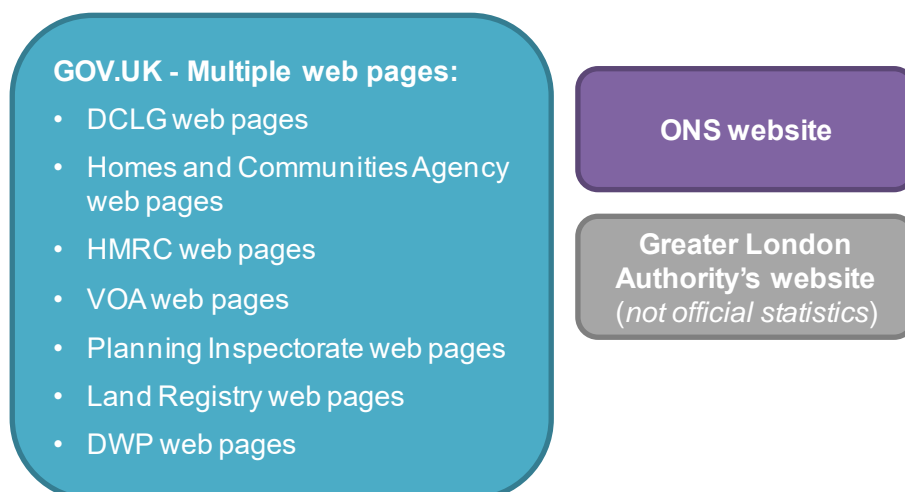 GOV.UK - Multiple web pages:
• DCLG web pages
• Homes and Communities Agency
web pages
• HMRC web pages
• VOA web pages
• Planning Inspectorate web pages
• Land Registry web pages
• DWP web pages
ONS website
Greater London
Authority’s website
(not official statistics)